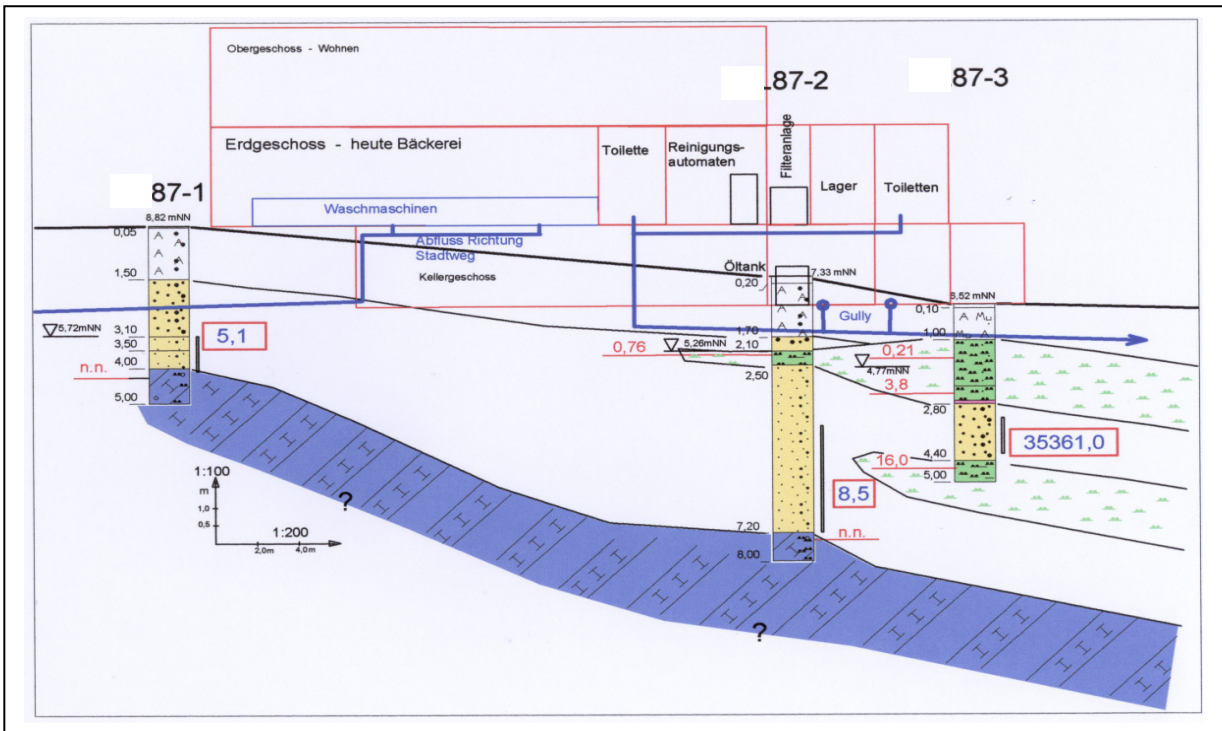 Obergeschoss - Wohnen
87-2
87-3
Erdgeschoss - heute Bäckerei
Toilette
Reinigungs-
automaten
Filteranlage
Lager
Toiletten
87-1
Waschmaschinen
8,82 mNN
0,05
Abfluss Richtung
Stadtweg
Kellergeschoss
Öltank
7,33 mNN
0,20
1,50
6,52 mNN
0,10
Gully
5,72mNN
3,10
3,50
4,00
5,00
5,1
n.n.
1,70
2,10
2,50
5,26mNN
0,76
1,00
0,21
4,77mNN
3,8
2,80
35361,0
4,40
16,0
5,00
8,5
7,20
n.n.
8,00
1:100
m
1,0
0,5
1:200
2,0m
4,0m
?
?